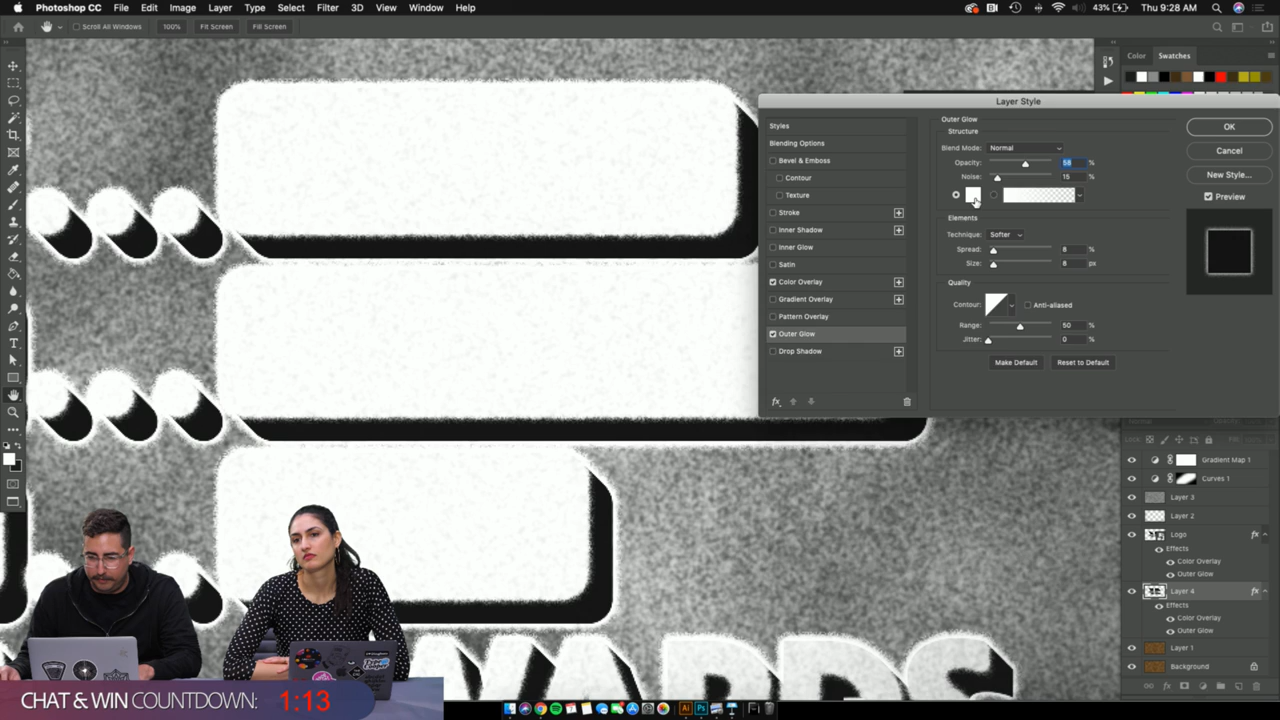 Photoshop CC File Edit Image Layer Type Select Filter 3D View Window Help
43% Thu 9:28 AM
Scroll All Windows 100% Fit Screen Fill Screen
Color Swatches
Layer Style
Styles
Blending Options
Bevel & Emboss
Contour
Texture
Stroke
Inner Shadow
Inner Glow
Satin
Color Overlay
Gradient Overlay
Pattern Overlay
Outer Glow
Drop Shadow
fx
Outer Glow
Structure
Blend Mode: Normal
Opacity: 58 %
Noise: 15 %
Elements
Technique: Softer
Spread: 8 %
Size: 8 px
Quality
Contour: Anti-aliased
Range: 50 %
Jitter: 0 %
Make Default Reset to Default
OK
Cancel
New Style...
Preview
Gradient Map 1
Curves 1
Layer 3
Layer 2
Logo fx
Effects
Color Overlay
Outer Glow
Layer 4 fx
Effects
Color Overlay
Outer Glow
Layer 1
Background
WARDS
CHAT & WIN COUNTDOWN: 1:13